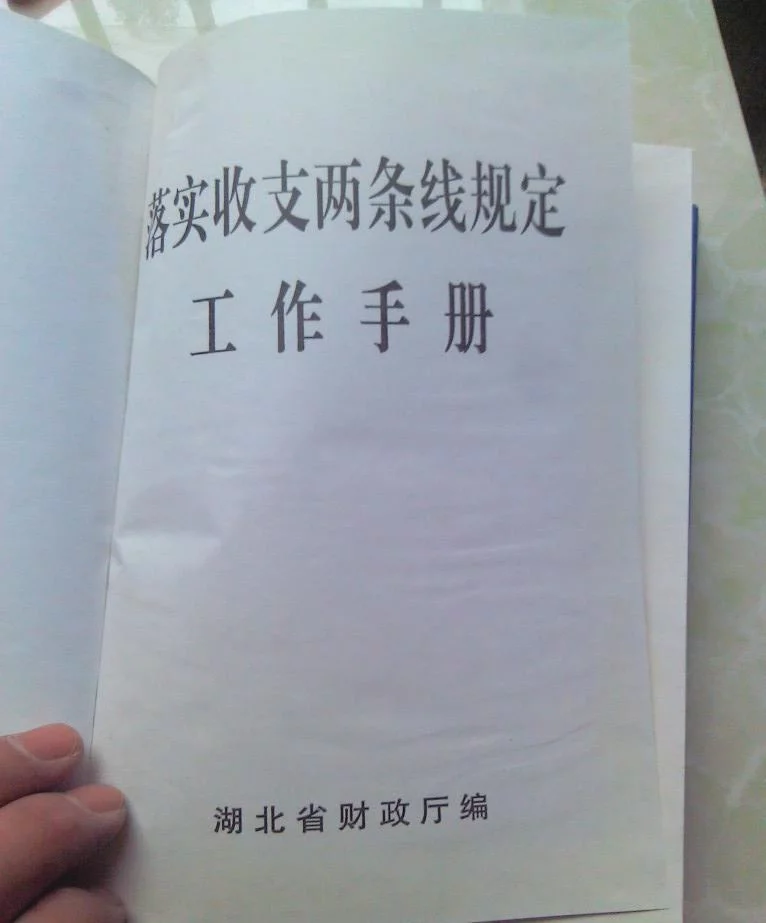 落实收支两条线规定
工作手册
湖北省财政厅编